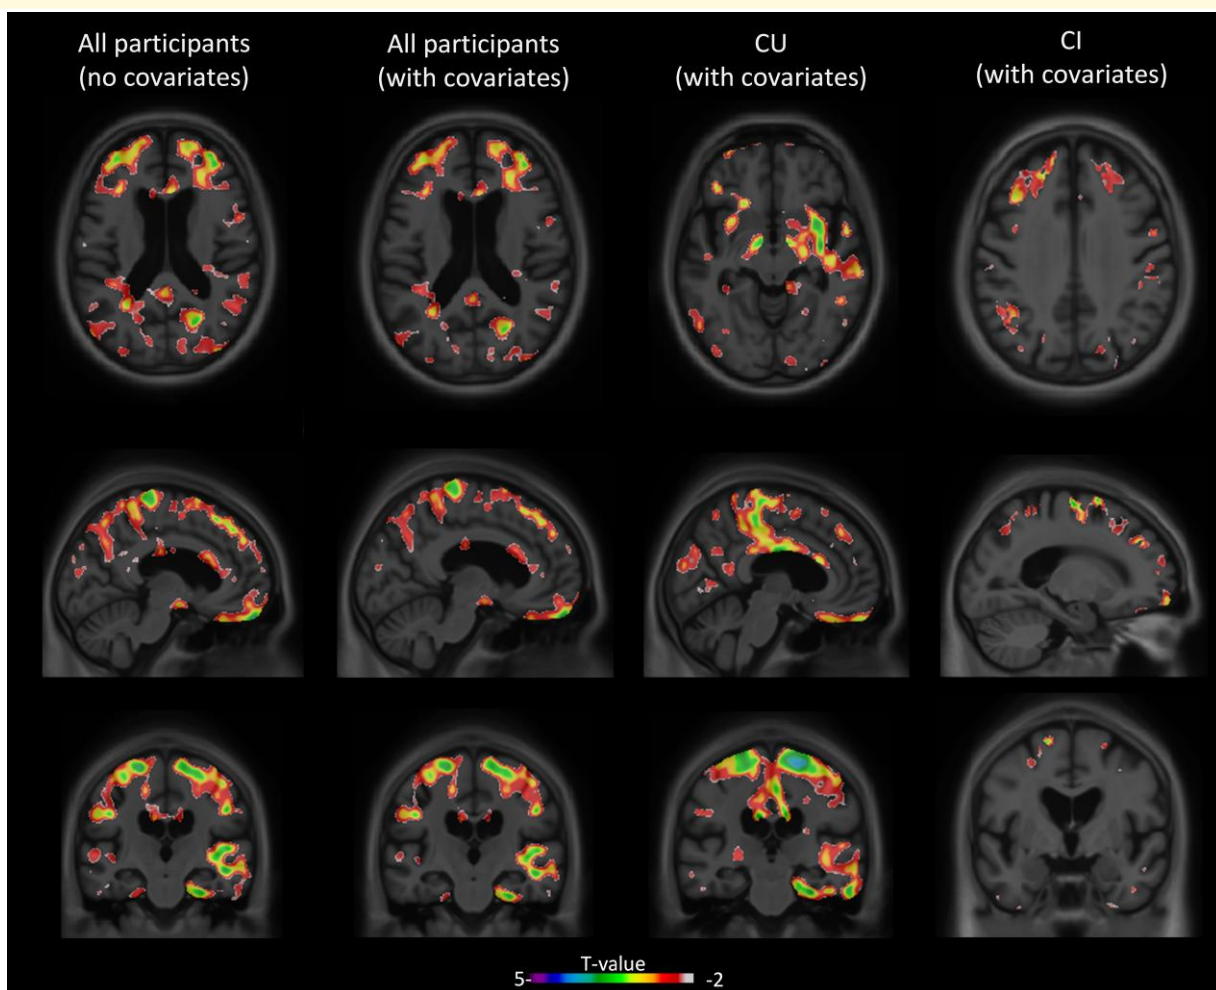 All participants
(no covariates)
All participants
(with covariates)
CU
(with covariates)
CI
(with covariates)
T-value
5-
-2